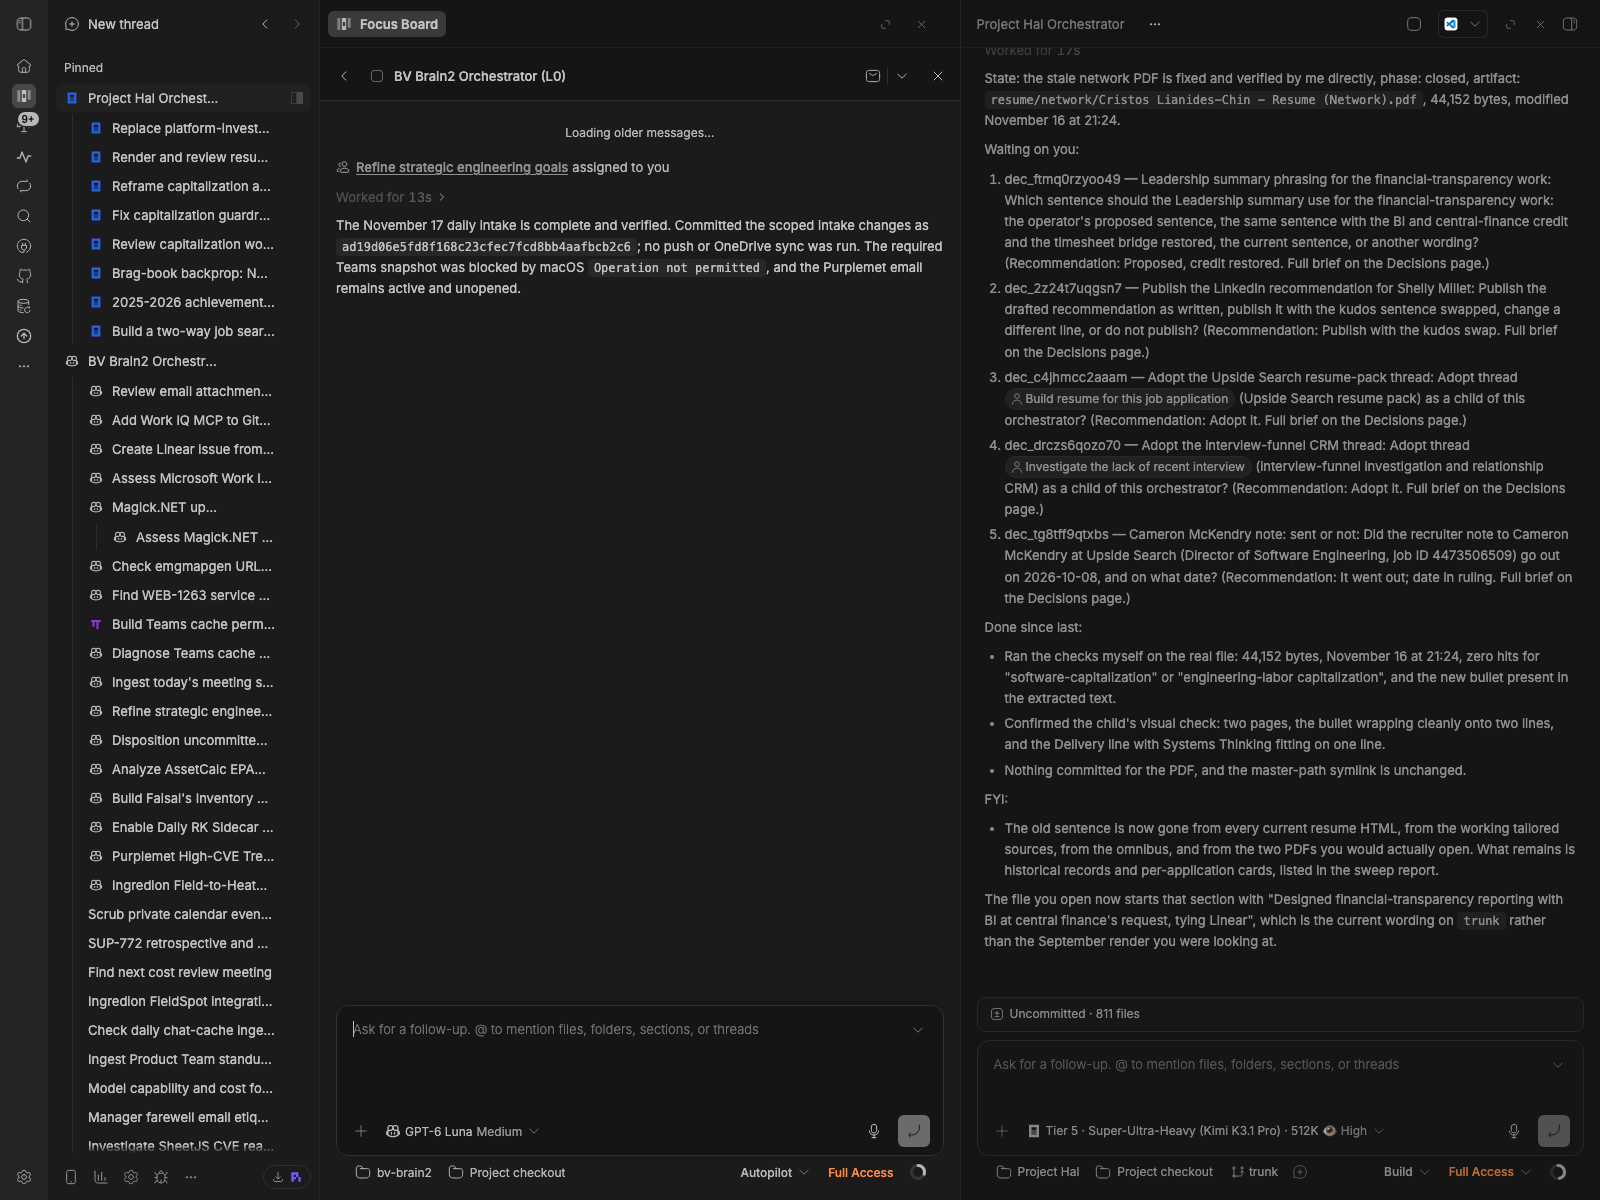 New thread
Pinned
Project Hal Orchest...
Replace platform-invest...
Render and review resu...
Reframe capitalization a...
Fix capitalization guardr...
Review capitalization wo...
Brag-book backprop: N...
2025-2026 achievement...
Build a two-way job sear...
BV Brain2 Orchestr...
Review email attachmen...
Add Work IQ MCP to Git...
Create Linear issue from...
Assess Microsoft Work I...
Magick.NET up...
Assess Magick.NET ...
Check emgmapgen URL...
Find WEB-1263 service ...
Build Teams cache perm...
Diagnose Teams cache ...
Ingest today's meeting s...
Refine strategic enginee...
Disposition uncommitte...
Analyze AssetCalc EPA...
Build Faisal's Inventory ...
Enable Daily RK Sidecar ...
Purplemet High-CVE Tre...
Ingredion Field-to-Heat...
Scrub private calendar even...
SUP-772 retrospective and ...
Find next cost review meeting
Ingredion FieldSpot Integrati...
Check daily chat-cache inge...
Ingest Product Team standu...
Model capability and cost fo...
Manager farewell email etiq...
Investigate SheetJS CVE rea...
9+
Focus Board
BV Brain2 Orchestrator (L0)
Loading older messages...
Refine strategic engineering goals assigned to you
Worked for 13s
The November 17 daily intake is complete and verified. Committed the scoped intake changes as
ad19d06e5fd8f168c23cfec7fcd8bb4aafbcb2c6 ; no push or OneDrive sync was run. The required
Teams snapshot was blocked by macOS Operation not permitted , and the Purplemet email
remains active and unopened.
Ask for a follow-up. @ to mention files, folders, sections, or threads
GPT-6 Luna Medium
bv-brain2 Project checkout Autopilot Full Access
Project Hal Orchestrator
Worked for 17s
State: the stale network PDF is fixed and verified by me directly, phase: closed, artifact:
resume/network/Cristos Lianides-Chin - Resume (Network).pdf , 44,152 bytes, modified
November 16 at 21:24.
Waiting on you:
1. dec_ftmq0rzyoo49 — Leadership summary phrasing for the financial-transparency work:
Which sentence should the Leadership summary use for the financial-transparency work:
the operator's proposed sentence, the same sentence with the BI and central-finance credit
and the timesheet bridge restored, the current sentence, or another wording?
(Recommendation: Proposed, credit restored. Full brief on the Decisions page.)
2. dec_2z24t7uqgsn7 — Publish the LinkedIn recommendation for Shelly Millet: Publish the
drafted recommendation as written, publish it with the kudos sentence swapped, change a
different line, or do not publish? (Recommendation: Publish with the kudos swap. Full brief
on the Decisions page.)
3. dec_c4jhmcc2aaam — Adopt the Upside Search resume-pack thread: Adopt thread
Build resume for this job application (Upside Search resume pack) as a child of this
orchestrator? (Recommendation: Adopt it. Full brief on the Decisions page.)
4. dec_drczs6qozo70 — Adopt the interview-funnel CRM thread: Adopt thread
Investigate the lack of recent interview (interview-funnel investigation and relationship
CRM) as a child of this orchestrator? (Recommendation: Adopt it. Full brief on the Decisions
page.)
5. dec_tg8tff9qtxbs — Cameron McKendry note: sent or not: Did the recruiter note to Cameron
McKendry at Upside Search (Director of Software Engineering, job ID 4473506509) go out
on 2026-10-08, and on what date? (Recommendation: It went out; date in ruling. Full brief on
the Decisions page.)
Done since last:
• Ran the checks myself on the real file: 44,152 bytes, November 16 at 21:24, zero hits for
"software-capitalization" or "engineering-labor capitalization", and the new bullet present in
the extracted text.
• Confirmed the child's visual check: two pages, the bullet wrapping cleanly onto two lines,
and the Delivery line with Systems Thinking fitting on one line.
• Nothing committed for the PDF, and the master-path symlink is unchanged.
FYI:
• The old sentence is now gone from every current resume HTML, from the working tailored
sources, from the omnibus, and from the two PDFs you would actually open. What remains is
historical records and per-application cards, listed in the sweep report.
The file you open now starts that section with "Designed financial-transparency reporting with
BI at central finance's request, tying Linear", which is the current wording on trunk rather
than the September render you were looking at.
Uncommitted · 811 files
Ask for a follow-up. @ to mention files, folders, sections, or threads
Tier 5 · Super-Ultra-Heavy (Kimi K3.1 Pro) · 512K High
Project Hal Project checkout trunk Build Full Access